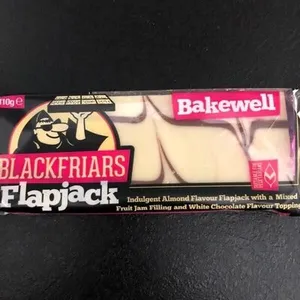 110g e
Bakewell
BLACKFRIARS
Flapjack
Indulgent Almond Flavour Flapjack with a Mixed
Fruit Jam Filling and White Chocolate Flavour Topping